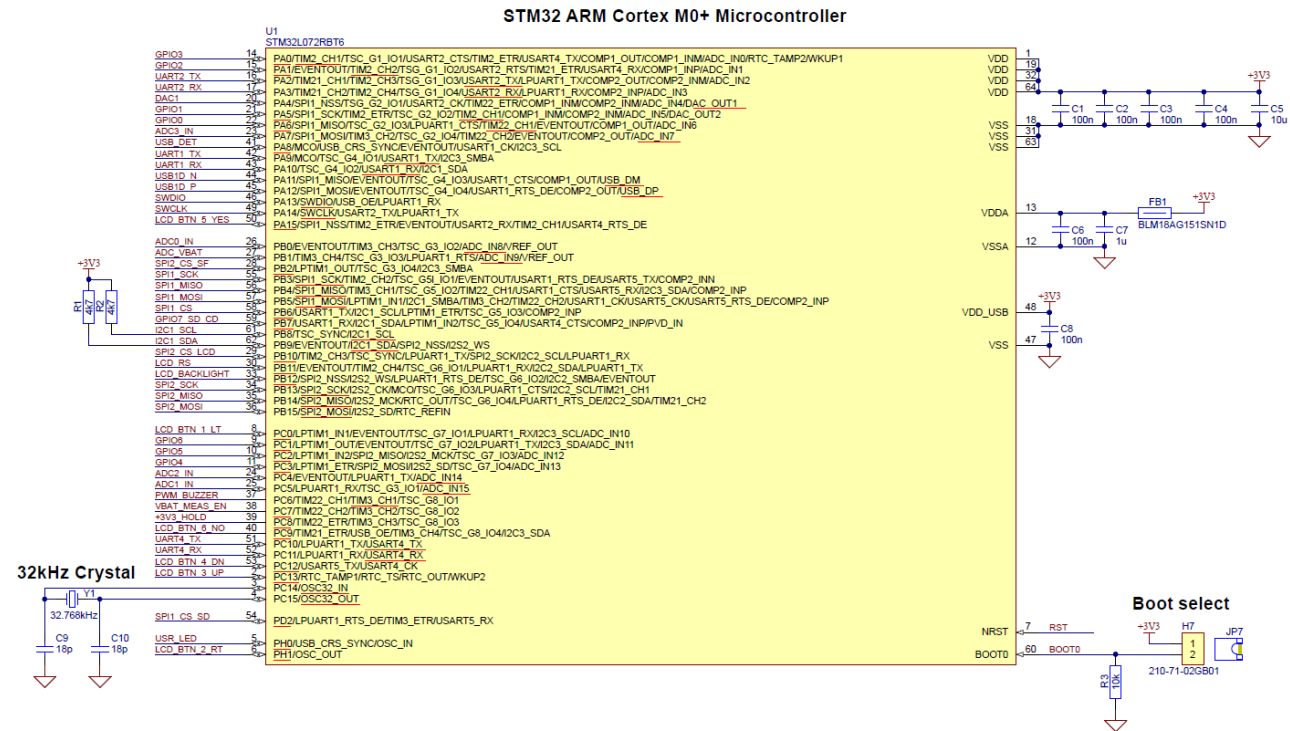 STM32 ARM Cortex M0+ Microcontroller
U1
STM32L072RBT6
GPIO3 14 PA0/TIM2_CH1/TSC_G1_IO1/USART2_CTS/TIM2_ETR/USART4_TX/COMP1_OUT/COMP1_INM/ADC_IN0/RTC_TAMP2/WKUP1
GPIO2 15 PA1/EVENTOUT/TIM2_CH2/TSG_G1_IO2/USART2_RTS/TIM21_ETR/USART4_RX/COMP1_INP/ADC_IN1
UART2_TX 16 PA2/TIM21_CH1/TIM2_CH3/TSG_G1_IO3/USART2_TX/LPUART1_TX/COMP2_OUT/COMP2_INM/ADC_IN2
UART2_RX 17 PA3/TIM21_CH2/TIM2_CH4/TSG_G1_IO4/USART2_RX/LPUART1_RX/COMP2_INP/ADC_IN3
DAC1 20 PA4/SPI1_NSS/TSG_G2_IO1/USART2_CK/TIM22_ETR/COMP1_INM/COMP2_INM/ADC_IN4/DAC_OUT1
GPIO1 21 PA5/SPI1_SCK/TIM2_ETR/TSC_G2_IO2/TIM2_CH1/COMP1_INM/COMP2_INM/ADC_IN5/DAC_OUT2
GPIO0 22 PA6/SPI1_MISO/TSC_G2_IO3/LPUART1_CTS/TIM22_CH1/EVENTOUT/COMP1_OUT/ADC_IN6
ADC3_IN 23 PA7/SPI1_MOSI/TIM3_CH2/TSC_G2_IO4/TIM22_CH2/EVENTOUT/COMP2_OUT/ADC_IN7
USB_DET 41 PA8/MCO/USB_CRS_SYNC/EVENTOUT/USART1_CK/I2C3_SCL
UART1_TX 42 PA9/MCO/TSC_G4_IO1/USART1_TX/I2C3_SMBA
UART1_RX 43 PA10/TSC_G4_IO2/USART1_RX/I2C1_SDA
USB1D_N 44 PA11/SPI1_MISO/EVENTOUT/TSC_G4_IO3/USART1_CTS/COMP1_OUT/USB_DM
USB1D_P 45 PA12/SPI1_MOSI/EVENTOUT/TSC_G4_IO4/USART1_RTS_DE/COMP2_OUT/USB_DP
SWDIO 46 PA13/SWDIO/USB_OE/LPUART1_RX
SWCLK 49 PA14/SWCLK/USART2_TX/LPUART1_TX
LCD_BTN_5_YES 50 PA15/SPI1_NSS/TIM2_ETR/EVENTOUT/USART2_RX/TIM2_CH1/USART4_RTS_DE
ADC0_IN 26 PB0/EVENTOUT/TIM3_CH3/TSC_G3_IO2/ADC_IN8/VREF_OUT
ADC_VBAT 27 PB1/TIM3_CH4/TSC_G3_IO3/LPUART1_RTS/ADC_IN9/VREF_OUT
SPI2_CS_SF 28 PB2/LPTIM1_OUT/TSC_G3_IO4/I2C3_SMBA
SPI1_SCK 55 PB3/SPI1_SCK/TIM2_CH2/TSC_G5I_IO1/EVENTOUT/USART1_RTS_DE/USART5_TX/COMP2_INN
SPI1_MISO 56 PB4/SPI1_MISO/TIM3_CH1/TSC_G5_IO2/TIM22_CH1/USART1_CTS/USART5_RX/I2C3_SDA/COMP2_INP
SPI1_MOSI 57 PB5/SPI1_MOSI/LPTIM1_IN1/I2C1_SMBA/TIM3_CH2/TIM22_CH2/USART1_CK/USART5_CK/USART5_RTS_DE/COMP2_INP
SPI1_CS 58 PB6/USART1_TX/I2C1_SCL/LPTIM1_ETR/TSC_G5_IO3/COMP2_INP
GPIO7_SD_CD 59 PB7/USART1_RX/I2C1_SDA/LPTIM1_IN2/TSC_G5_IO4/USART4_CTS/COMP2_INP/PVD_IN
I2C1_SCL 61 PB8/TSC_SYNC/I2C1_SCL
I2C1_SDA 62 PB9/EVENTOUT/I2C1_SDA/SPI2_NSS/I2S2_WS
SPI2_CS_LCD 29 PB10/TIM2_CH3/TSC_SYNC/LPUART1_TX/SPI2_SCK/I2C2_SCL/LPUART1_RX
LCD_RS 30 PB11/EVENTOUT/TIM2_CH4/TSC_G6_IO1/LPUART1_RX/I2C2_SDA/LPUART1_TX
LCD_BACKLIGHT 33 PB12/SPI2_NSS/I2S2_WS/LPUART1_RTS_DE/TSC_G6_IO2/I2C2_SMBA/EVENTOUT
SPI2_SCK 34 PB13/SPI2_SCK/I2S2_CK/MCO/TSC_G6_IO3/LPUART1_CTS/I2C2_SCL/TIM21_CH1
SPI2_MISO 35 PB14/SPI2_MISO/I2S2_MCK/RTC_OUT/TSC_G6_IO4/LPUART1_RTS_DE/I2C2_SDA/TIM21_CH2
SPI2_MOSI 36 PB15/SPI2_MOSI/I2S2_SD/RTC_REFIN
LCD_BTN_1_LT 8 PC0/LPTIM1_IN1/EVENTOUT/TSC_G7_IO1/LPUART1_RX/I2C3_SCL/ADC_IN10
GPIO6 9 PC1/LPTIM1_OUT/EVENTOUT/TSC_G7_IO2/LPUART1_TX/I2C3_SDA/ADC_IN11
GPIO5 10 PC2/LPTIM1_IN2/SPI2_MISO/I2S2_MCK/TSC_G7_IO3/ADC_IN12
GPIO4 11 PC3/LPTIM1_ETR/SPI2_MOSI/I2S2_SD/TSC_G7_IO4/ADC_IN13
ADC2_IN 24 PC4/EVENTOUT/LPUART1_TX/ADC_IN14
ADC1_IN 25 PC5/LPUART1_RX/TSC_G3_IO1/ADC_IN15
PWM_BUZZER 37 PC6/TIM22_CH1/TIM3_CH1/TSC_G8_IO1
VBAT_MEAS_EN 38 PC7/TIM22_CH2/TIM3_CH2/TSC_G8_IO2
+3V3_HOLD 39 PC8/TIM22_ETR/TIM3_CH3/TSC_G8_IO3
LCD_BTN_6_NO 40 PC9/TIM21_ETR/USB_OE/TIM3_CH4/TSC_G8_IO4/I2C3_SDA
UART4_TX 51 PC10/LPUART1_TX/USART4_TX
UART4_RX 52 PC11/LPUART1_RX/USART4_RX
LCD_BTN_4_DN 53 PC12/USART5_TX/USART4_CK
LCD_BTN_3_UP 2 PC13/RTC_TAMP1/RTC_TS/RTC_OUT/WKUP2
3 PC14/OSC32_IN
4 PC15/OSC32_OUT
SPI1_CS_SD 54 PD2/LPUART1_RTS_DE/TIM3_ETR/USART5_RX
USR_LED 5 PH0/USB_CRS_SYNC/OSC_IN
LCD_BTN_2_RT 6 PH1/OSC_OUT
+3V3
R1 4k7
R2 4k7
32kHz Crystal
Y1
32.768kHz
C9
18p
C10
18p
VDD 1
VDD 19
VDD 32
VDD 64
VSS 18
VSS 31
VSS 63
+3V3
C1
100n
C2
100n
C3
100n
C4
100n
C5
10u
VDDA 13
VSSA 12
C6
100n
C7
1u
FB1
BLM18AG151SN1D
+3V3
VDD_USB 48
VSS 47
+3V3
C8
100n
Boot select
NRST 7 RST
BOOT0 60 BOOT0
+3V3
H7
1
2
210-71-02GB01
JP7
R3
10k